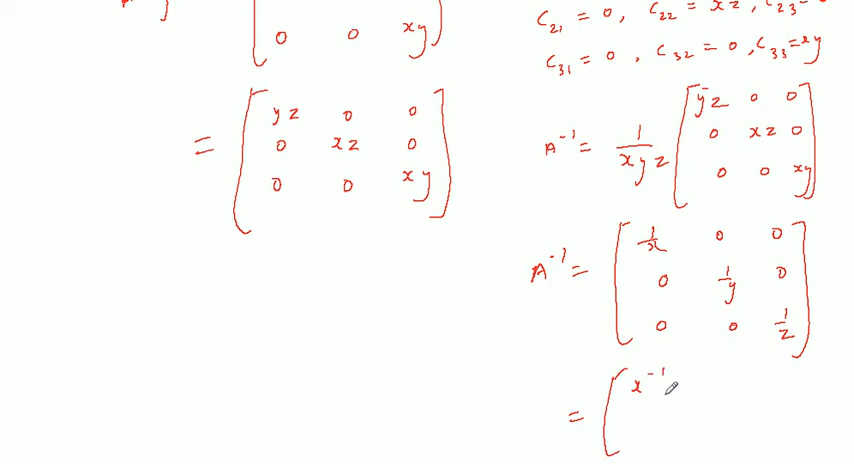 0 0 xy
= [ yz 0 0
0 xz 0
0 0 xy ]
C₂₁ = 0, C₂₂ = xz, C₂₃ =
C₃₁ = 0, C₃₂ = 0, C₃₃ = xy
A⁻¹ = 1/xyz [ yz 0 0
0 xz 0
0 0 xy ]
A⁻¹ = [ 1/x 0 0
0 1/y 0
0 0 1/z ]
= [ x⁻¹